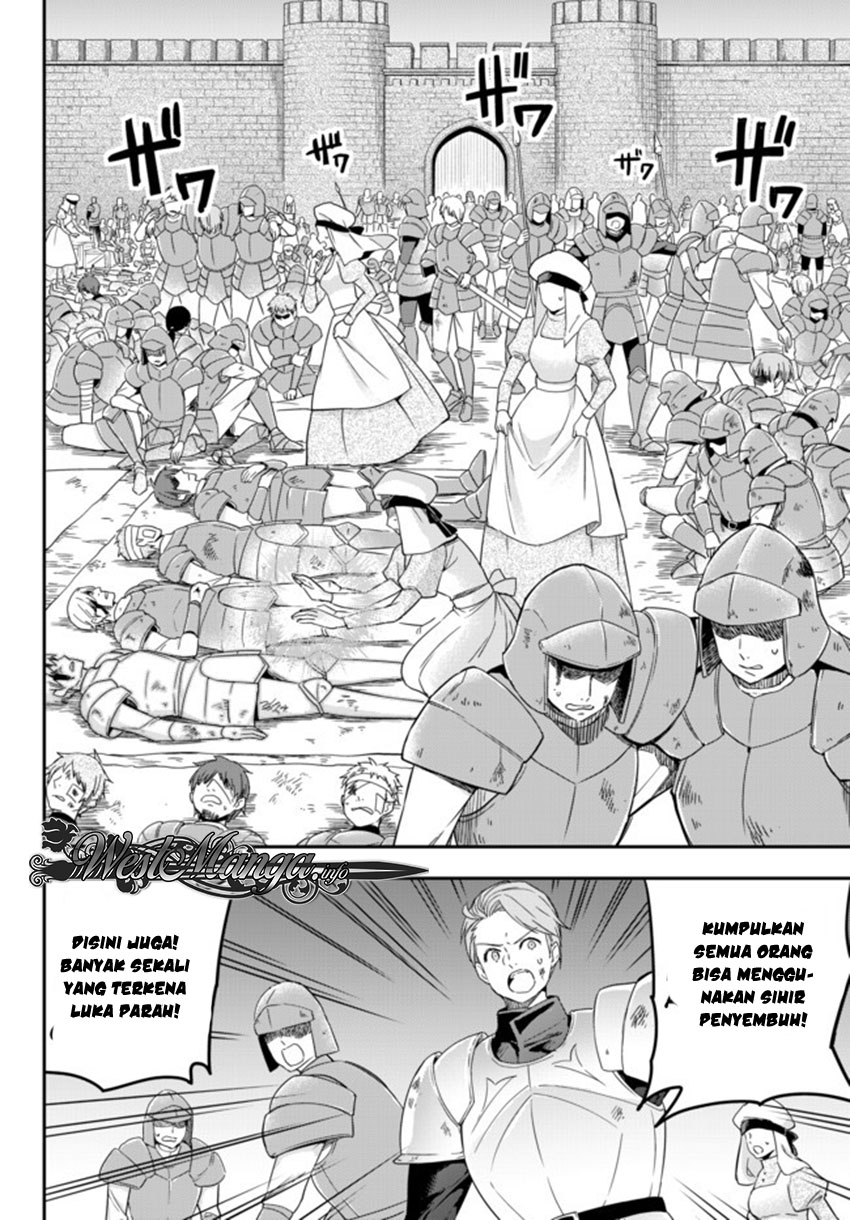 ザワ
ザワ
ザワ
ザワ
ザワ
KUMPULKAN
SEMUA ORANG
BISA MENGGU-
NAKAN SIHIR
PENYEMBUH!
DISINI JUGA!
BANYAK SEKALI
YANG TERKENA
LUKA PARAH!
WestManga.info